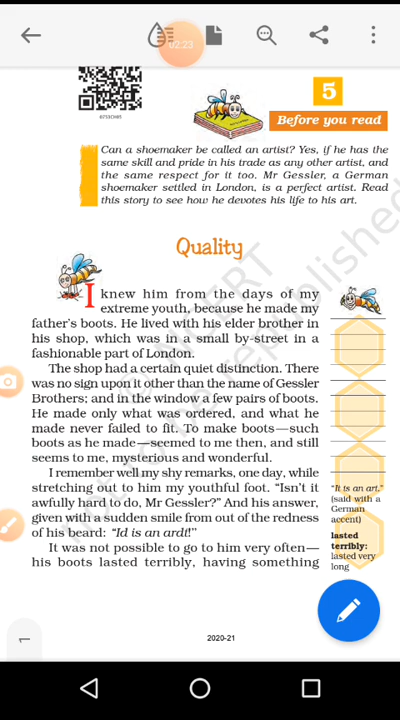 02:23
5
Before you read
Can a shoemaker be called an artist? Yes, if he has the
same skill and pride in his trade as any other artist, and
the same respect for it too. Mr Gessler, a German
shoemaker settled in London, is a perfect artist. Read
this story to see how he devotes his life to his art.
Quality
I knew him from the days of my
extreme youth, because he made my
father's boots. He lived with his elder brother in
his shop, which was in a small by-street in a
fashionable part of London.
The shop had a certain quiet distinction. There
was no sign upon it other than the name of Gessler
Brothers; and in the window a few pairs of boots.
He made only what was ordered, and what he
made never failed to fit. To make boots—such
boots as he made—seemed to me then, and still
seems to me, mysterious and wonderful.
I remember well my shy remarks, one day, while
stretching out to him my youthful foot. “Isn't it
awfully hard to do, Mr Gessler?” And his answer,
given with a sudden smile from out of the redness
of his beard: “Id is an ardt!”
It was not possible to go to him very often—
his boots lasted terribly, having something
“It is an art.”
(said with a
German
accent)
lasted
terribly:
lasted very
long
not to be republished
1
2020-21